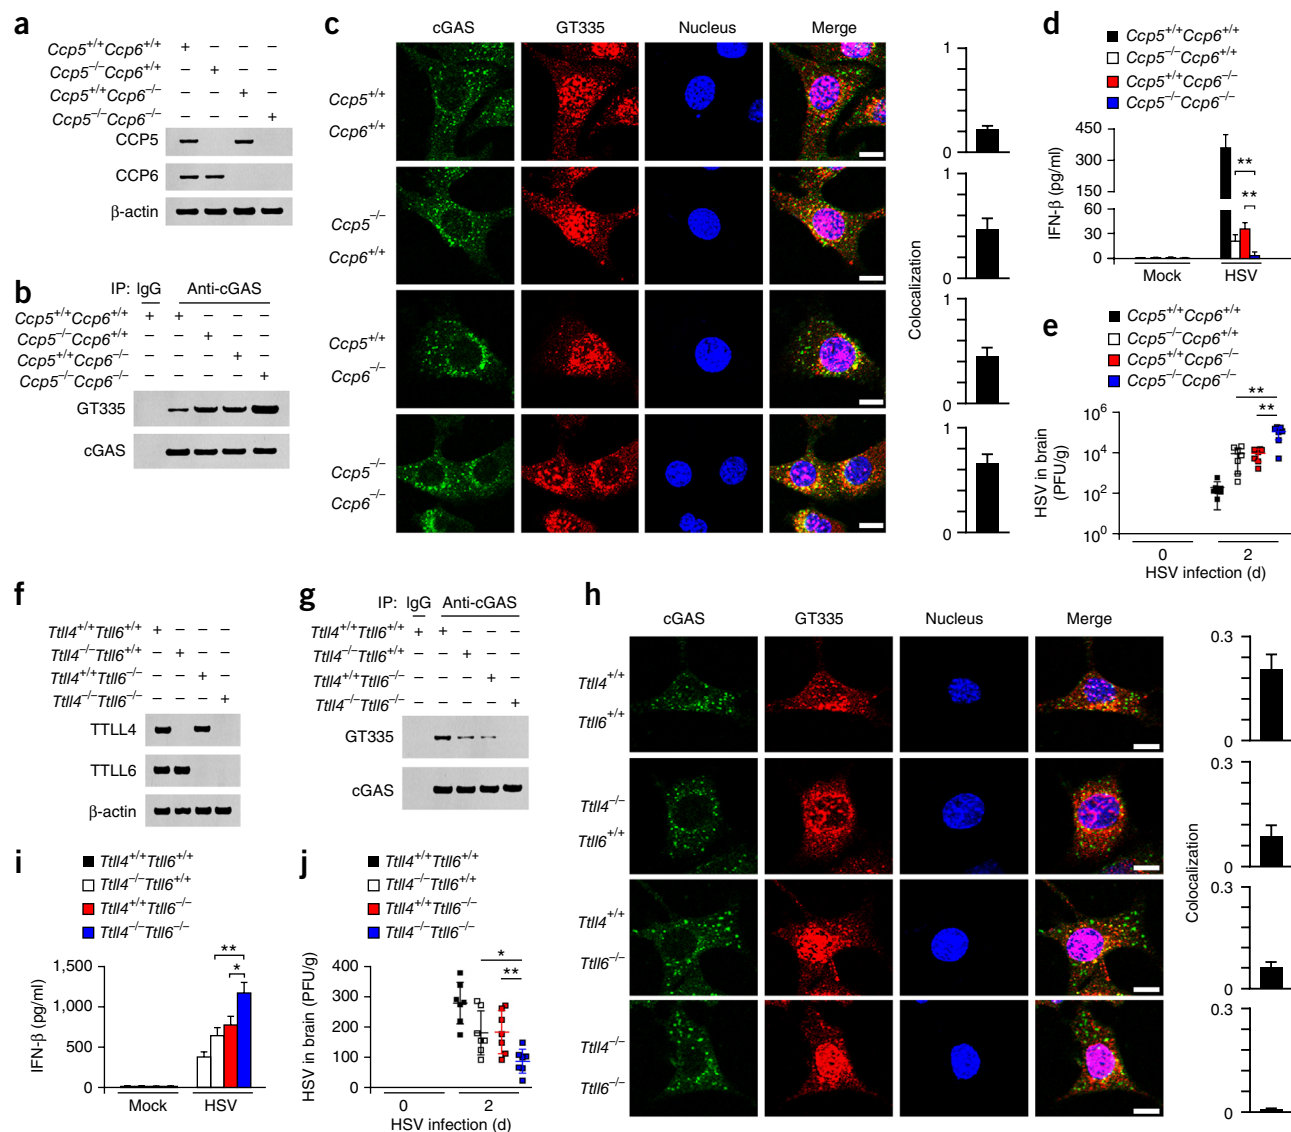 a
Ccp5+/+Ccp6+/+ + – – –
Ccp5–/–Ccp6+/+ – + – –
Ccp5+/+Ccp6–/– – – + –
Ccp5–/–Ccp6–/– – – – +
CCP5
CCP6
β-actin
b
IP: IgG Anti-cGAS
Ccp5+/+Ccp6+/+ + + – – –
Ccp5–/–Ccp6+/+ – – + – –
Ccp5+/+Ccp6–/– – – – + –
Ccp5–/–Ccp6–/– – – – – +
GT335
cGAS
c
cGAS GT335 Nucleus Merge
Ccp5+/+
Ccp6+/+
Ccp5–/–
Ccp6+/+
Ccp5+/+
Ccp6–/–
Ccp5–/–
Ccp6–/–
Colocalization
1
0
1
0
1
0
1
0
d
Ccp5+/+Ccp6+/+
Ccp5–/–Ccp6+/+
Ccp5+/+Ccp6–/–
Ccp5–/–Ccp6–/–
IFN-β (pg/ml)
450
300
150
60
30
0
**
**
Mock HSV
e
Ccp5+/+Ccp6+/+
Ccp5–/–Ccp6+/+
Ccp5+/+Ccp6–/–
Ccp5–/–Ccp6–/–
HSV in brain
(PFU/g)
10^6
10^4
10^2
10^0
**
**
0 2
HSV infection (d)
f
Ttll4+/+Ttll6+/+ + – – –
Ttll4–/–Ttll6+/+ – + – –
Ttll4+/+Ttll6–/– – – + –
Ttll4–/–Ttll6–/– – – – +
TTLL4
TTLL6
β-actin
g
IP: IgG Anti-cGAS
Ttll4+/+Ttll6+/+ + + – – –
Ttll4–/–Ttll6+/+ – – + – –
Ttll4+/+Ttll6–/– – – – + –
Ttll4–/–Ttll6–/– – – – – +
GT335
cGAS
h
cGAS GT335 Nucleus Merge
Ttll4+/+
Ttll6+/+
Ttll4–/–
Ttll6+/+
Ttll4+/+
Ttll6–/–
Ttll4–/–
Ttll6–/–
Colocalization
0.3
0
0.3
0
0.3
0
0.3
0
i
Ttll4+/+Ttll6+/+
Ttll4–/–Ttll6+/+
Ttll4+/+Ttll6–/–
Ttll4–/–Ttll6–/–
IFN-β (pg/ml)
1,500
1,000
500
0
**
*
Mock HSV
j
Ttll4+/+Ttll6+/+
Ttll4–/–Ttll6+/+
Ttll4+/+Ttll6–/–
Ttll4–/–Ttll6–/–
HSV in brain (PFU/g)
400
300
200
100
0
*
**
0 2
HSV infection (d)